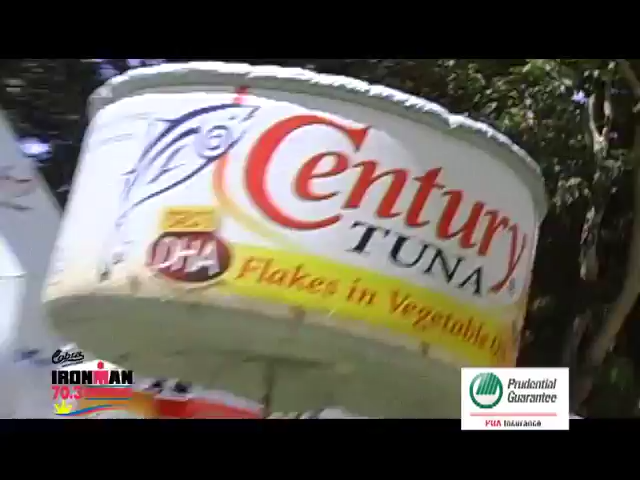 Century
TUNA
DHA
Flakes in Vegetable
Cobra
IRONMAN
70.3
Prudential
Guarantee
PGA Insurance